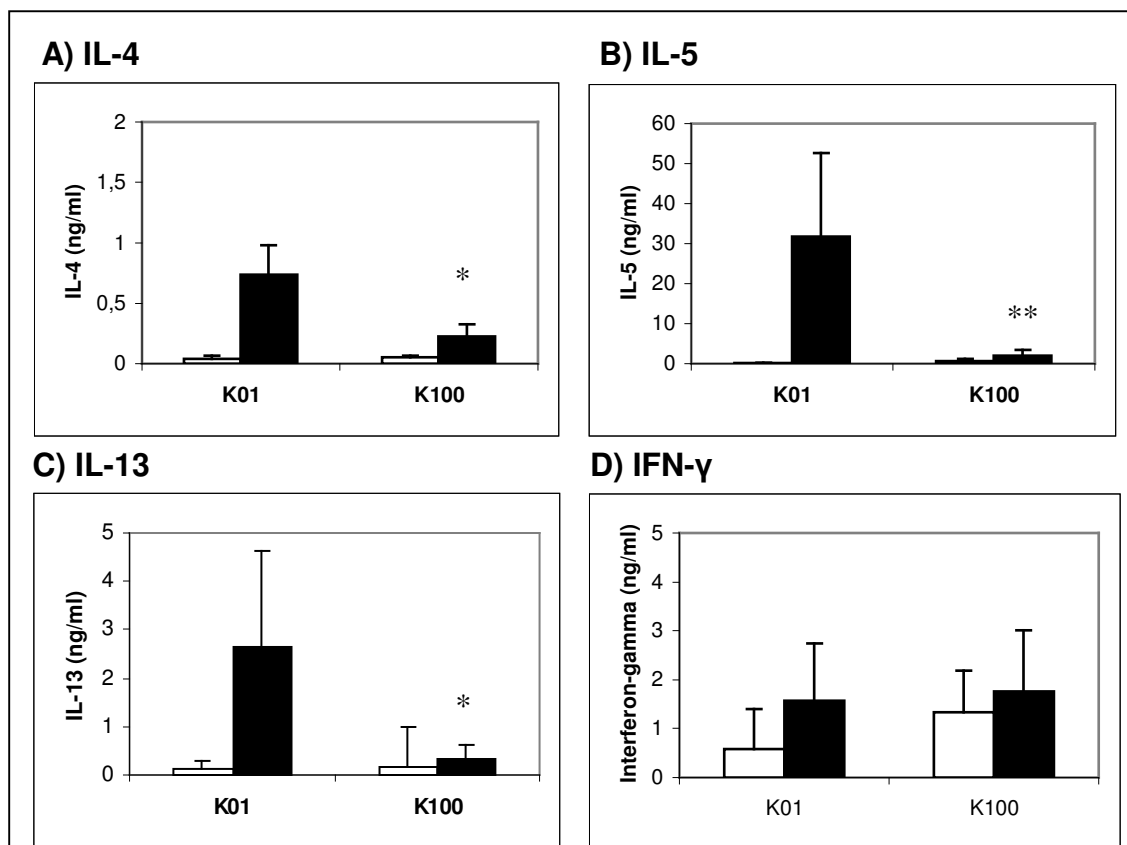 A) IL-4
IL-4 (ng/ml)
2
1,5
1
0,5
0
*
K01
K100
B) IL-5
IL-5 (ng/ml)
60
50
40
30
20
10
0
**
K01
K100
C) IL-13
IL-13 (ng/ml)
5
4
3
2
1
0
*
K01
K100
D) IFN-γ
Interferon-gamma (ng/ml)
5
4
3
2
1
0
K01
K100